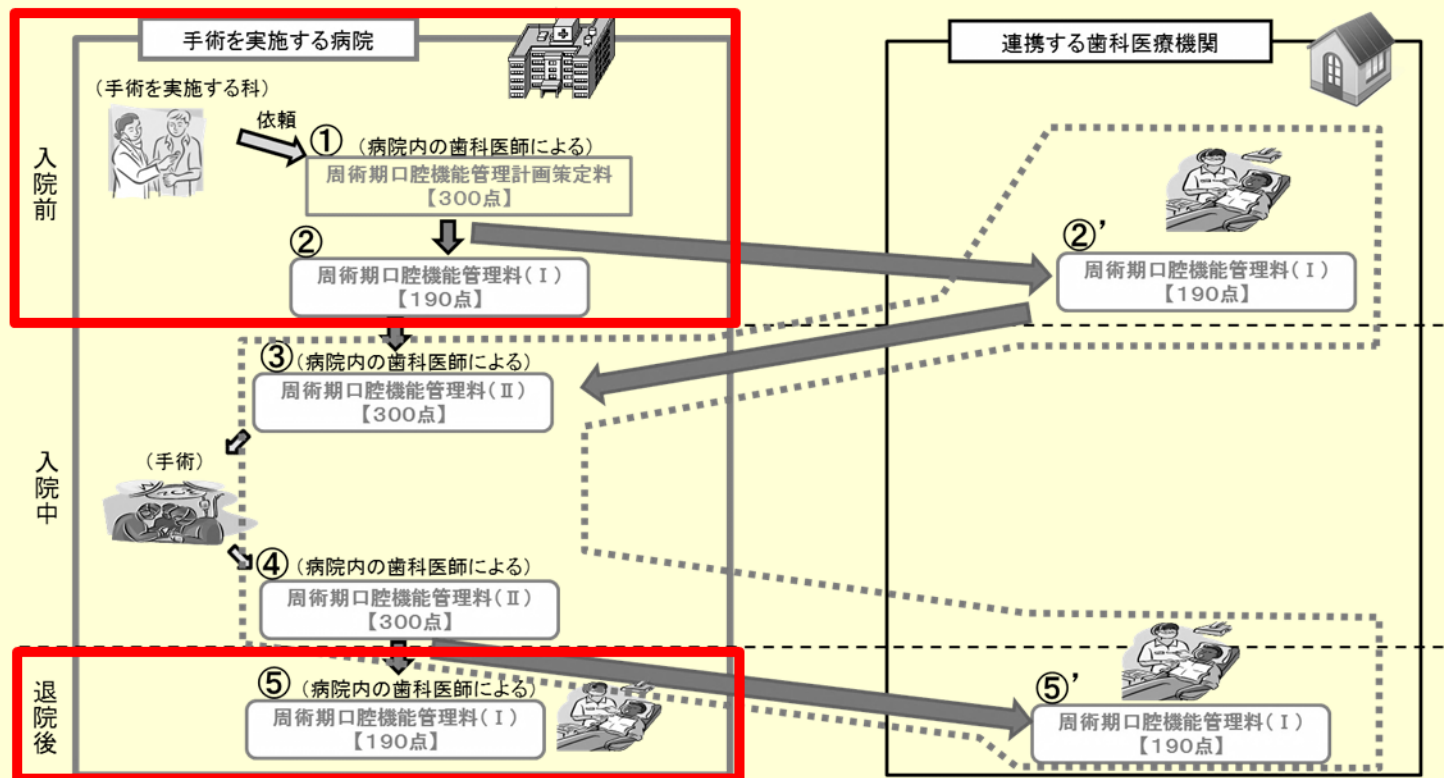 手術を実施する病院
連携する歯科医療機関
(手術を実施する科)
依頼
入院前
① (病院内の歯科医師による)
周術期口腔機能管理計画策定料
【300点】
②
周術期口腔機能管理料(Ⅰ)
【190点】
②’
周術期口腔機能管理料(Ⅰ)
【190点】
入院中
③(病院内の歯科医師による)
周術期口腔機能管理料(Ⅱ)
【300点】
(手術)
④ (病院内の歯科医師による)
周術期口腔機能管理料(Ⅱ)
【300点】
退院後
⑤ (病院内の歯科医師による)
周術期口腔機能管理料(Ⅰ)
【190点】
⑤’
周術期口腔機能管理料(Ⅰ)
【190点】